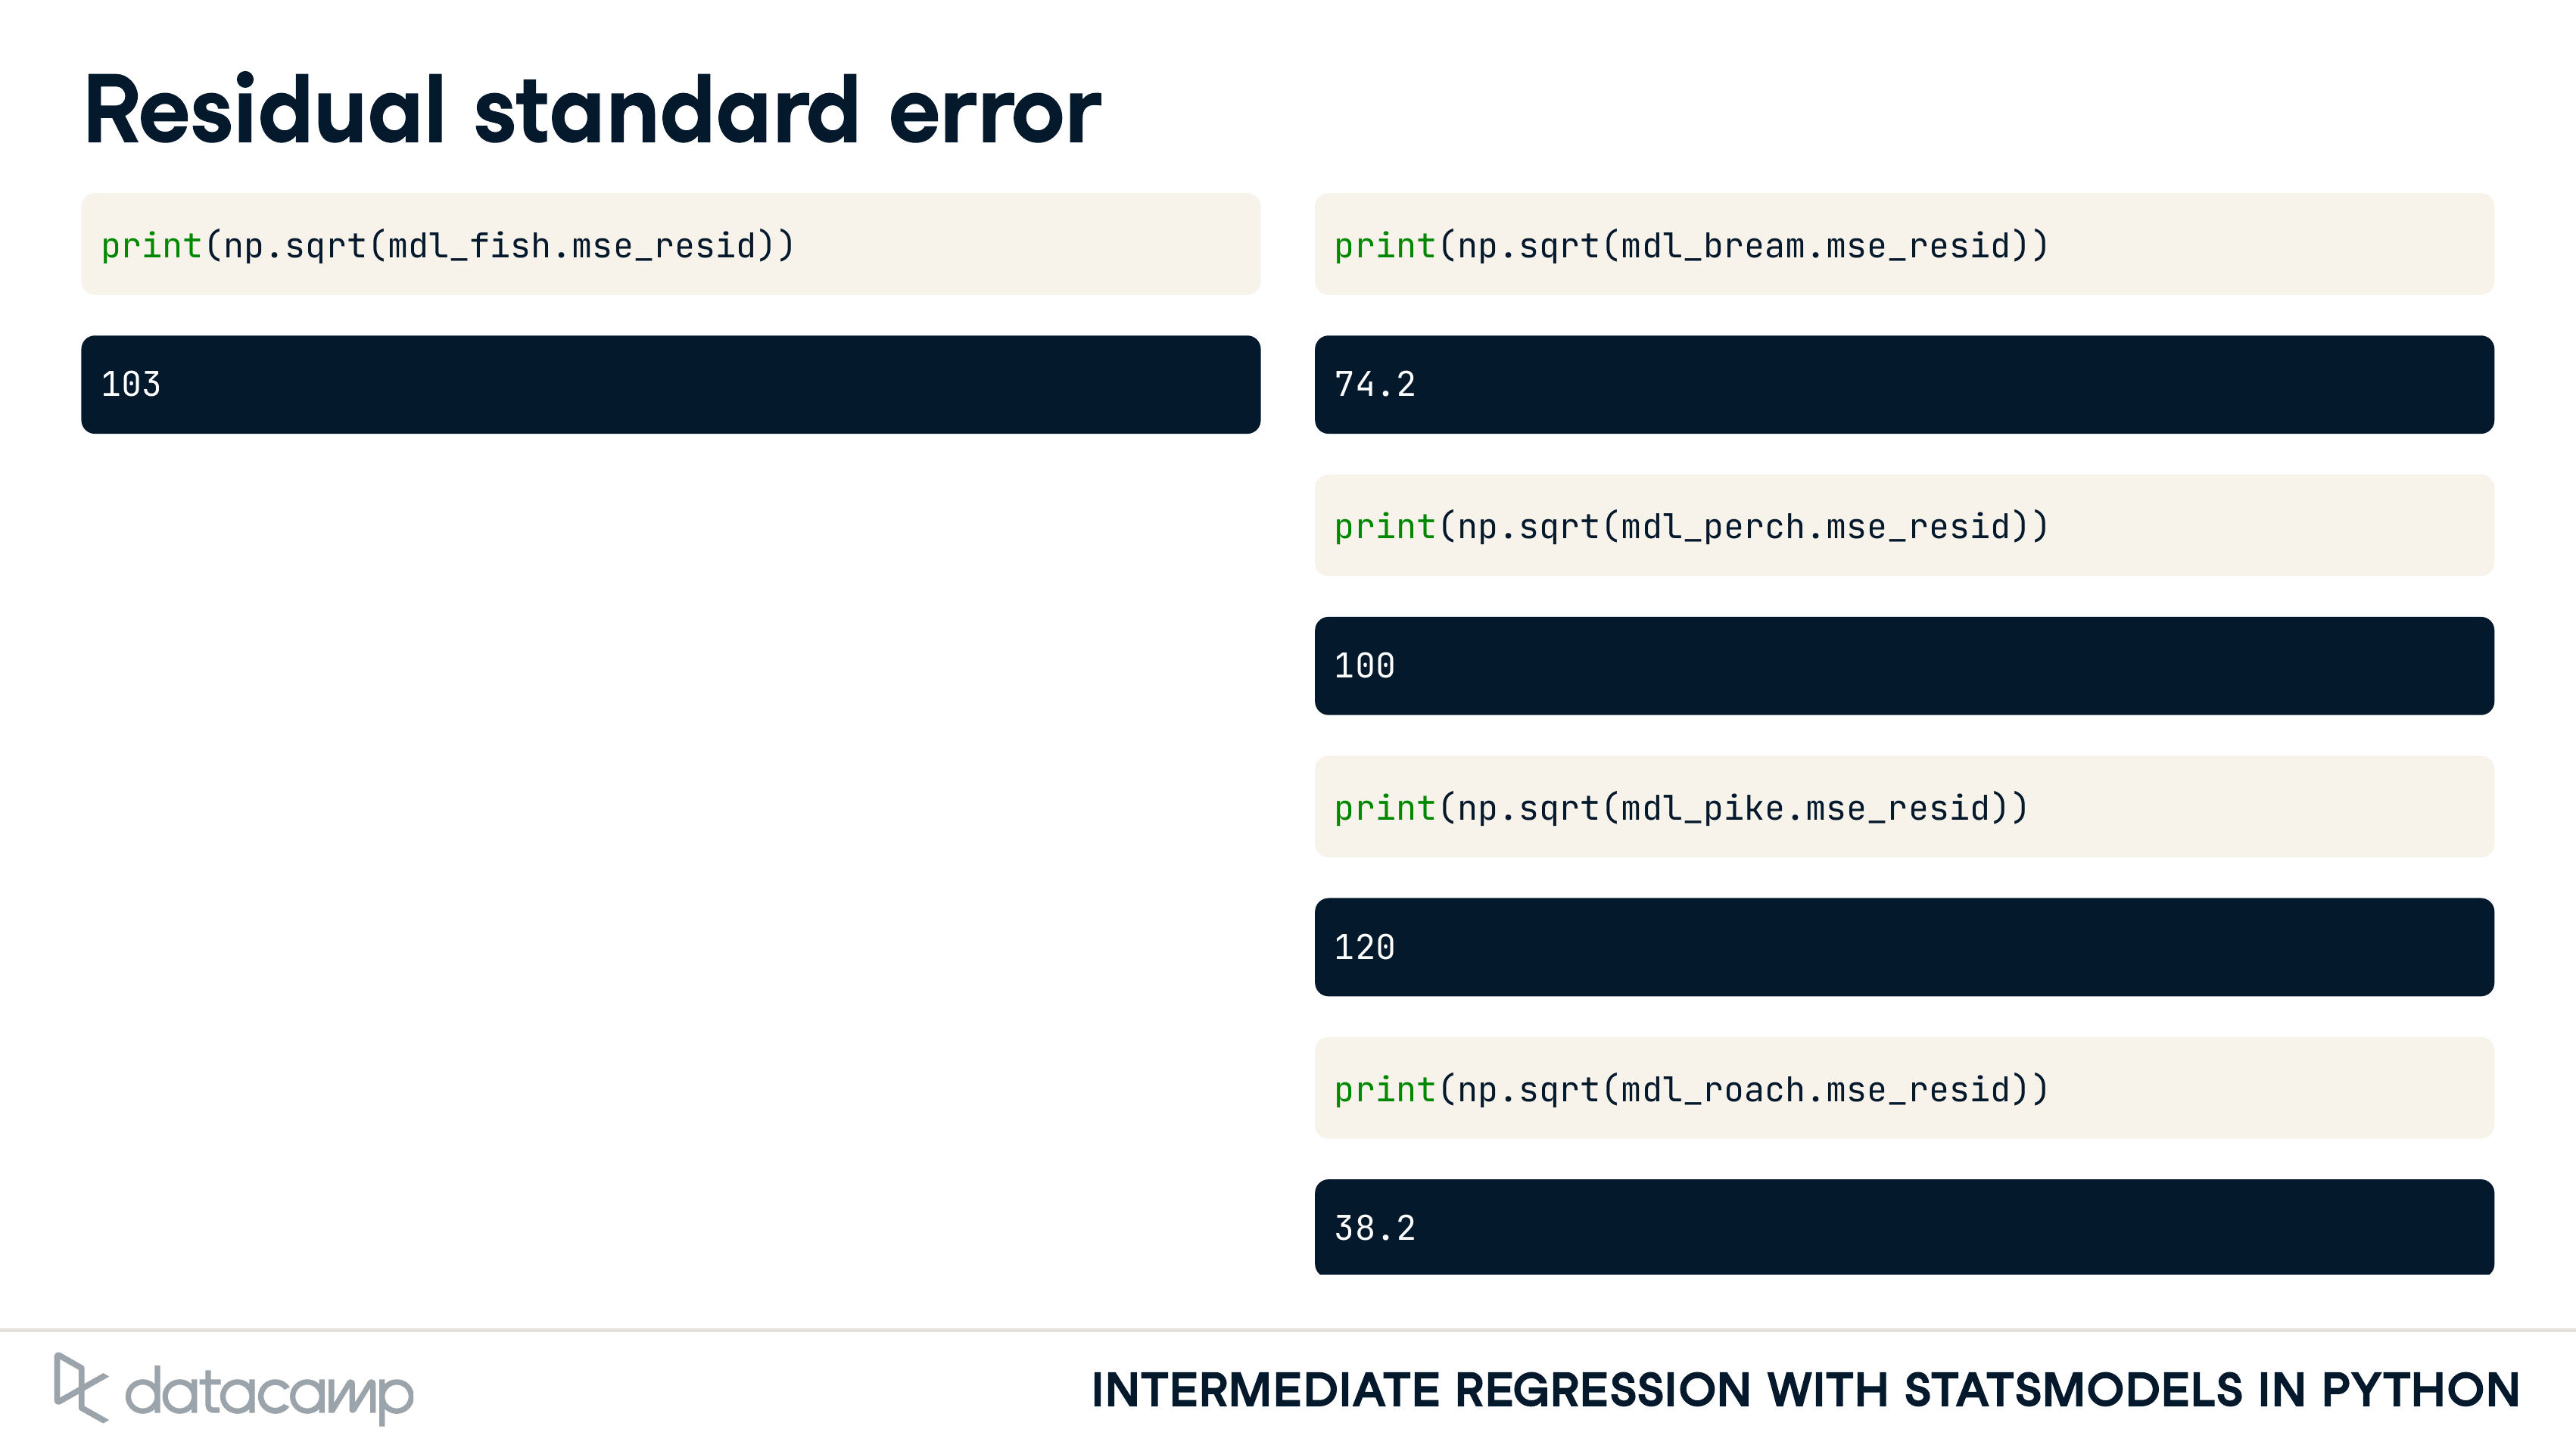 Residual standard error
print(np.sqrt(mdl_fish.mse_resid))
103
print(np.sqrt(mdl_bream.mse_resid))
74.2
print(np.sqrt(mdl_perch.mse_resid))
100
print(np.sqrt(mdl_pike.mse_resid))
120
print(np.sqrt(mdl_roach.mse_resid))
38.2
datacamp
INTERMEDIATE REGRESSION WITH STATSMODELS IN PYTHON